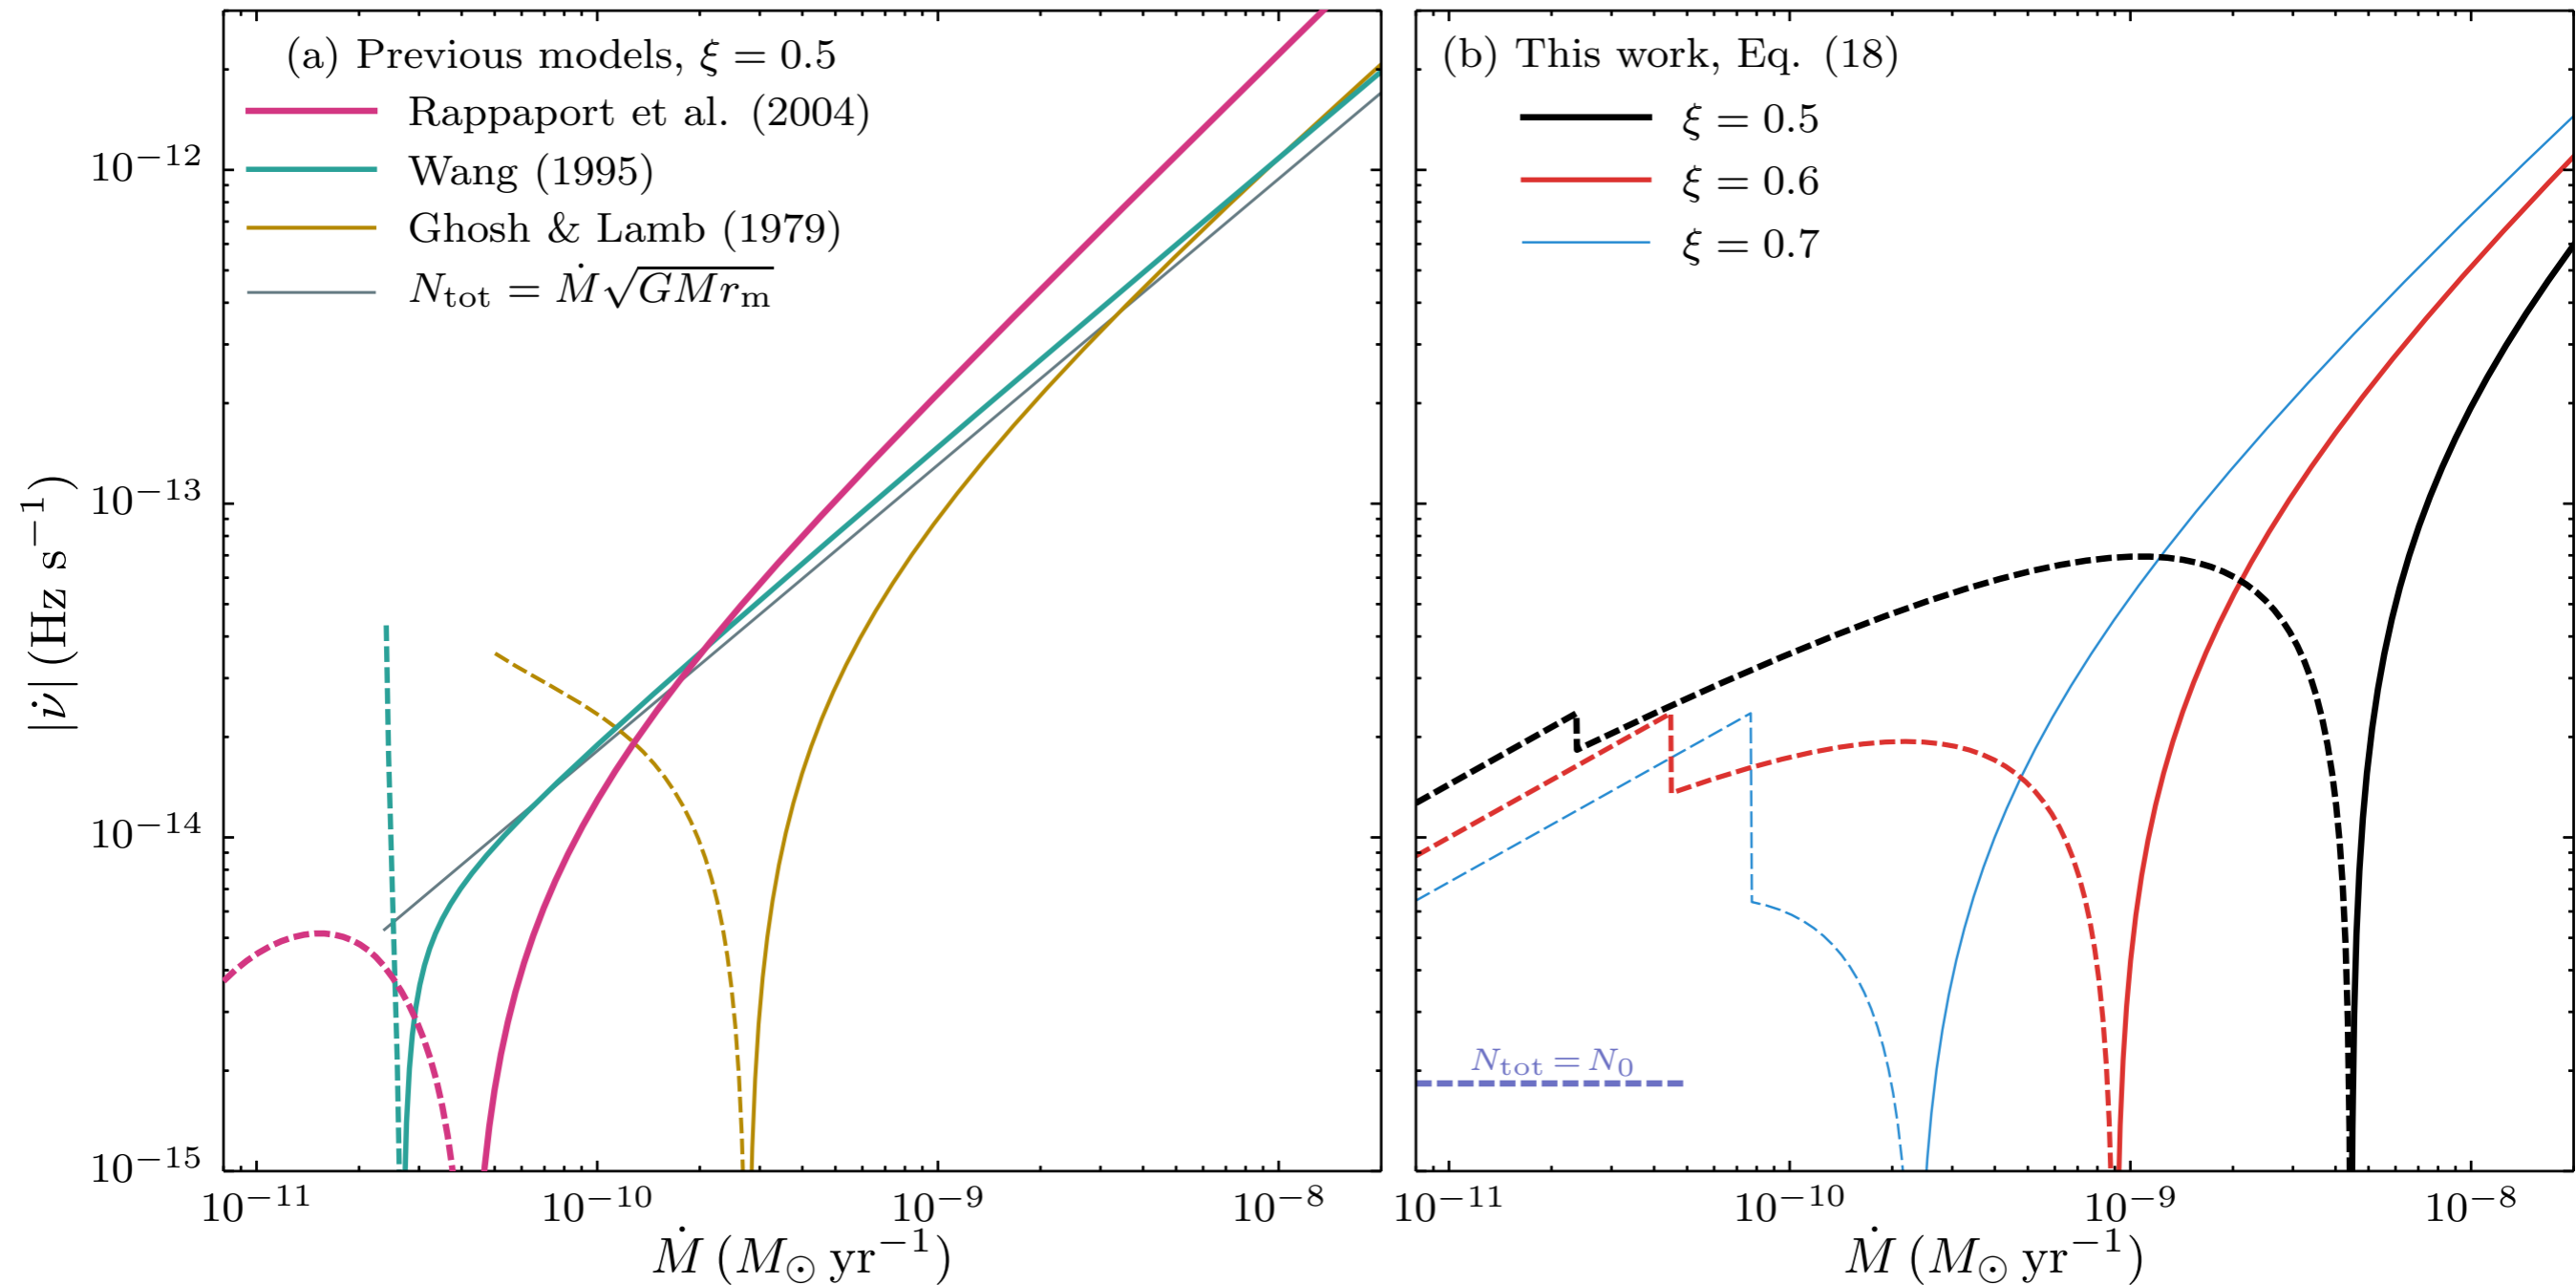 (a) Previous models, ξ = 0.5
Rappaport et al. (2004)
Wang (1995)
Ghosh & Lamb (1979)
N_tot = Ṁ√(GMr_m)
10^−12
10^−13
10^−14
10^−15
|ν̇| (Hz s^−1)
10^−11
10^−10
10^−9
10^−8
Ṁ (M_⊙ yr^−1)
(b) This work, Eq. (18)
ξ = 0.5
ξ = 0.6
ξ = 0.7
N_tot = N_0
10^−11
10^−10
10^−9
10^−8
Ṁ (M_⊙ yr^−1)